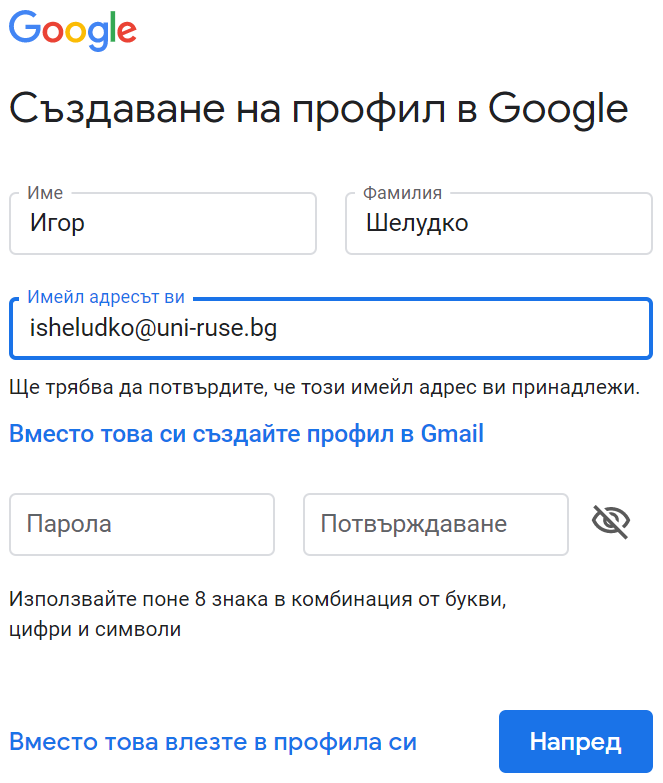 Google
Създаване на профил в Google
Име
Фамилия
Игор
Шелудко
Имейл адресът ви
isheludko@uni-ruse.bg
Ще трябва да потвърдите, че този имейл адрес ви принадлежи.
Вместо това си създайте профил в Gmail
Парола
Потвърждаване
Използвайте поне 8 знака в комбинация от букви,
цифри и символи
Вместо това влезте в профила си
Напред